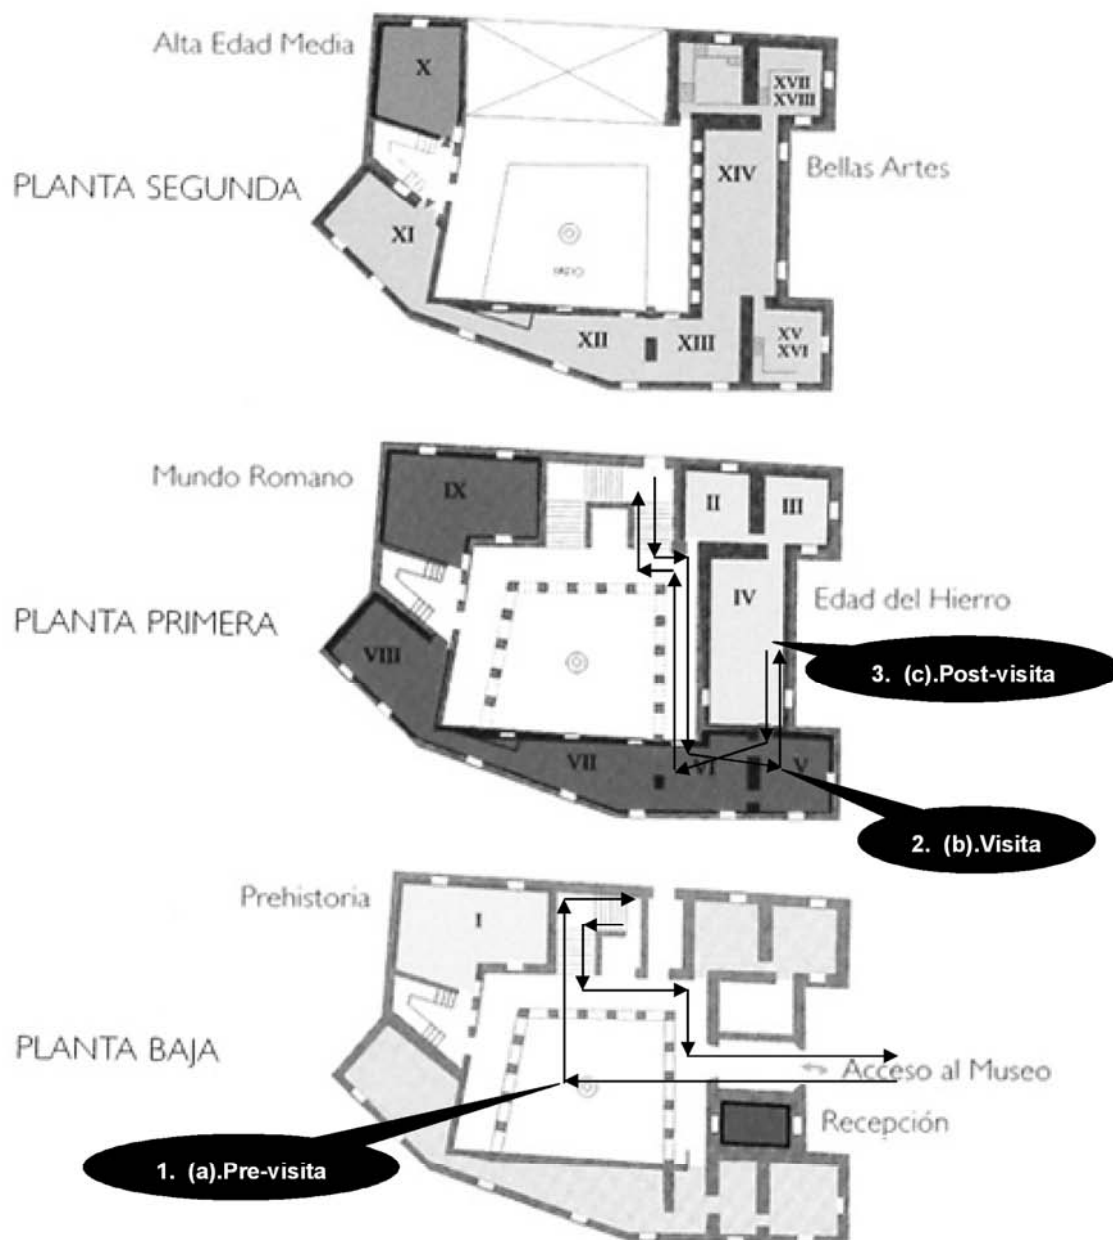 Alta Edad Media
X
XVII
XVIII
PLANTA SEGUNDA
XIV
Bellas Artes
XI
XII
XIII
XV
XVI
Mundo Romano
IX
II
III
PLANTA PRIMERA
IV
Edad del Hierro
VIII
3. (c).Post-visita
VII
VI
V
2. (b).Visita
Prehistoria
I
PLANTA BAJA
Acceso al Museo
Recepción
1. (a).Pre-visita